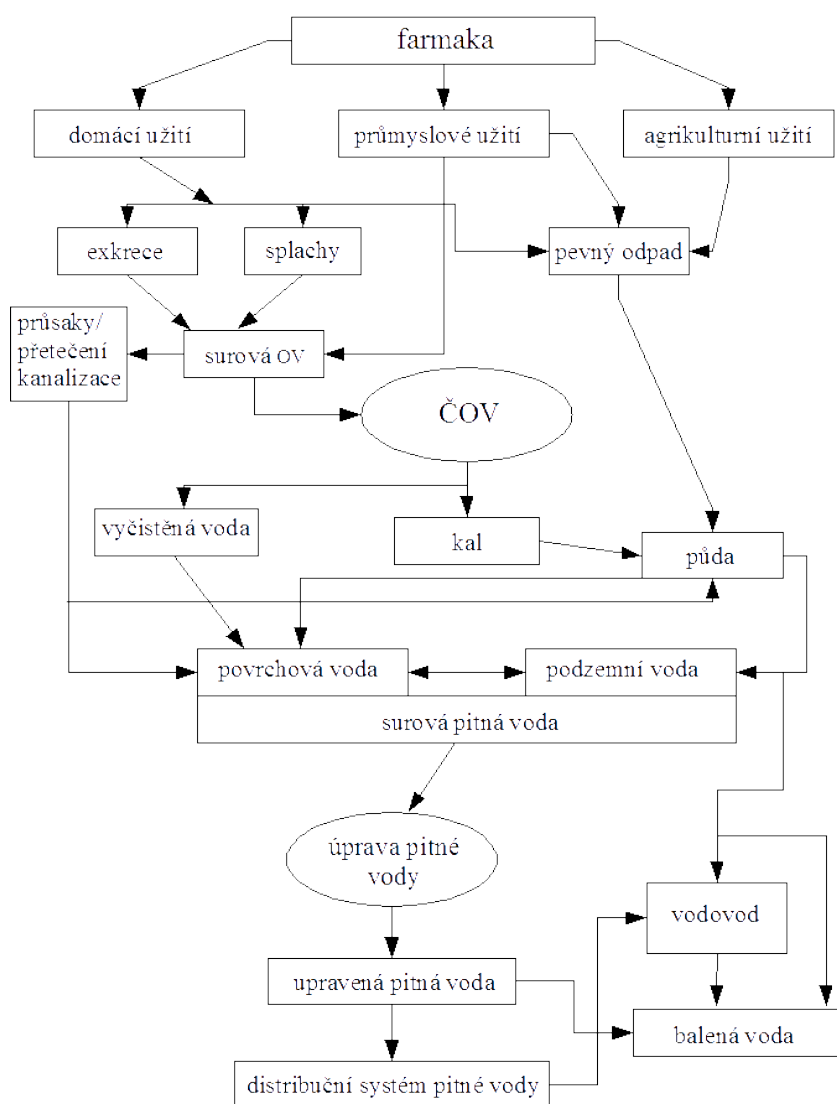 farmaka
domácí užití
průmyslové užití
agrikulturní užití
exkrece
splachy
pevný odpad
průsaky/
přetečení
kanalizace
surová OV
ČOV
vyčistěná voda
kal
půda
povrchová voda
podzemní voda
surová pitná voda
úprava pitné
vody
vodovod
upravená pitná voda
balená voda
distribuční systém pitné vody